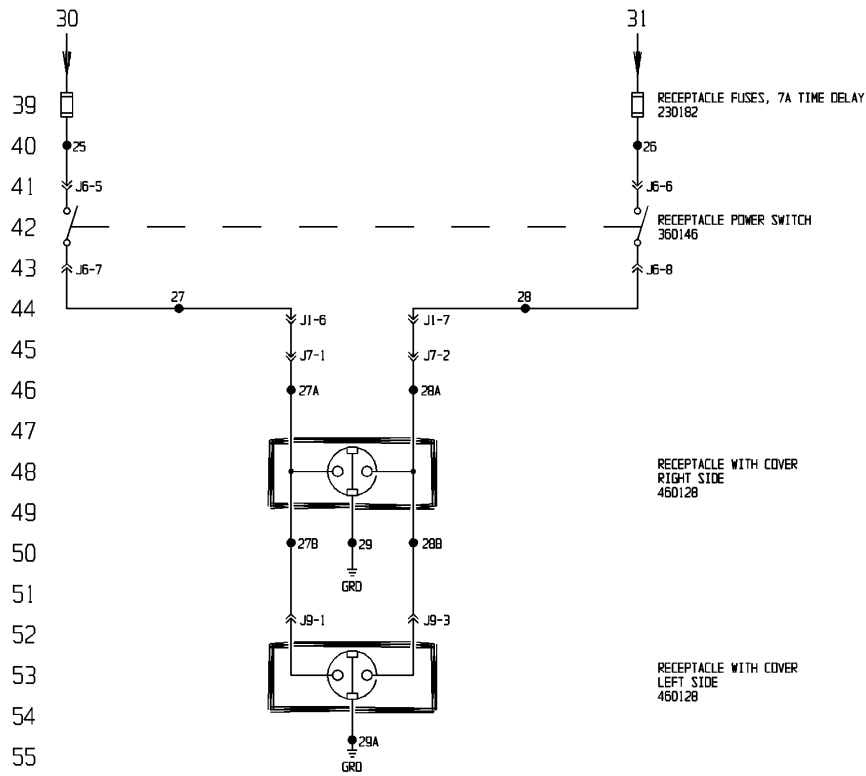 30 31
39 RECEPTACLE FUSES, 7A TIME DELAY
230182
40 25 26
41 J6-5 J6-6
42 RECEPTACLE POWER SWITCH
360146
43 J6-7 J6-8
27 28
44
J1-6 J1-7
45
J7-1 J7-2
46 27A 28A
47
RECEPTACLE WITH COVER
48 RIGHT SIDE
460128
49
50 27B 29 28B
GRD
51
J9-1 J9-3
52
RECEPTACLE WITH COVER
53 LEFT SIDE
460128
54
29A
55
GRD